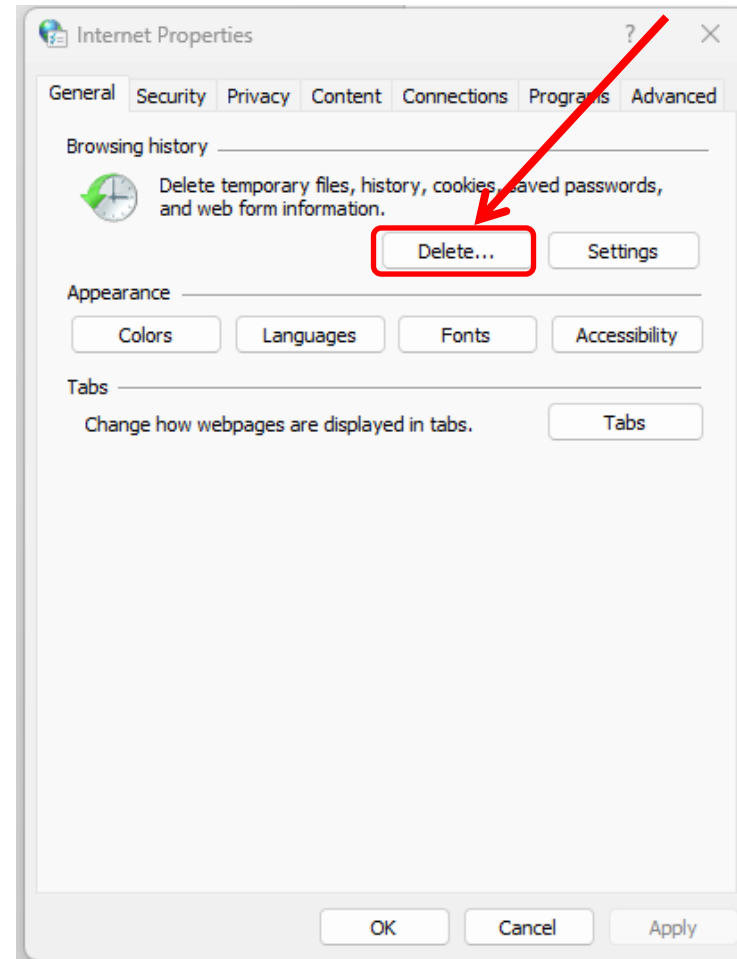 Internet Properties ?
General Security Privacy Content Connections Programs Advanced
Browsing history
Delete temporary files, history, cookies, saved passwords,
and web form information.
Delete... Settings
Appearance
Colors Languages Fonts Accessibility
Tabs
Change how webpages are displayed in tabs. Tabs
OK Cancel Apply